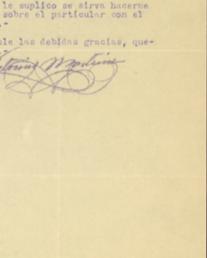 le suplico se sirva hacerme
sobre el particular con el
le las debidas gracias, que-